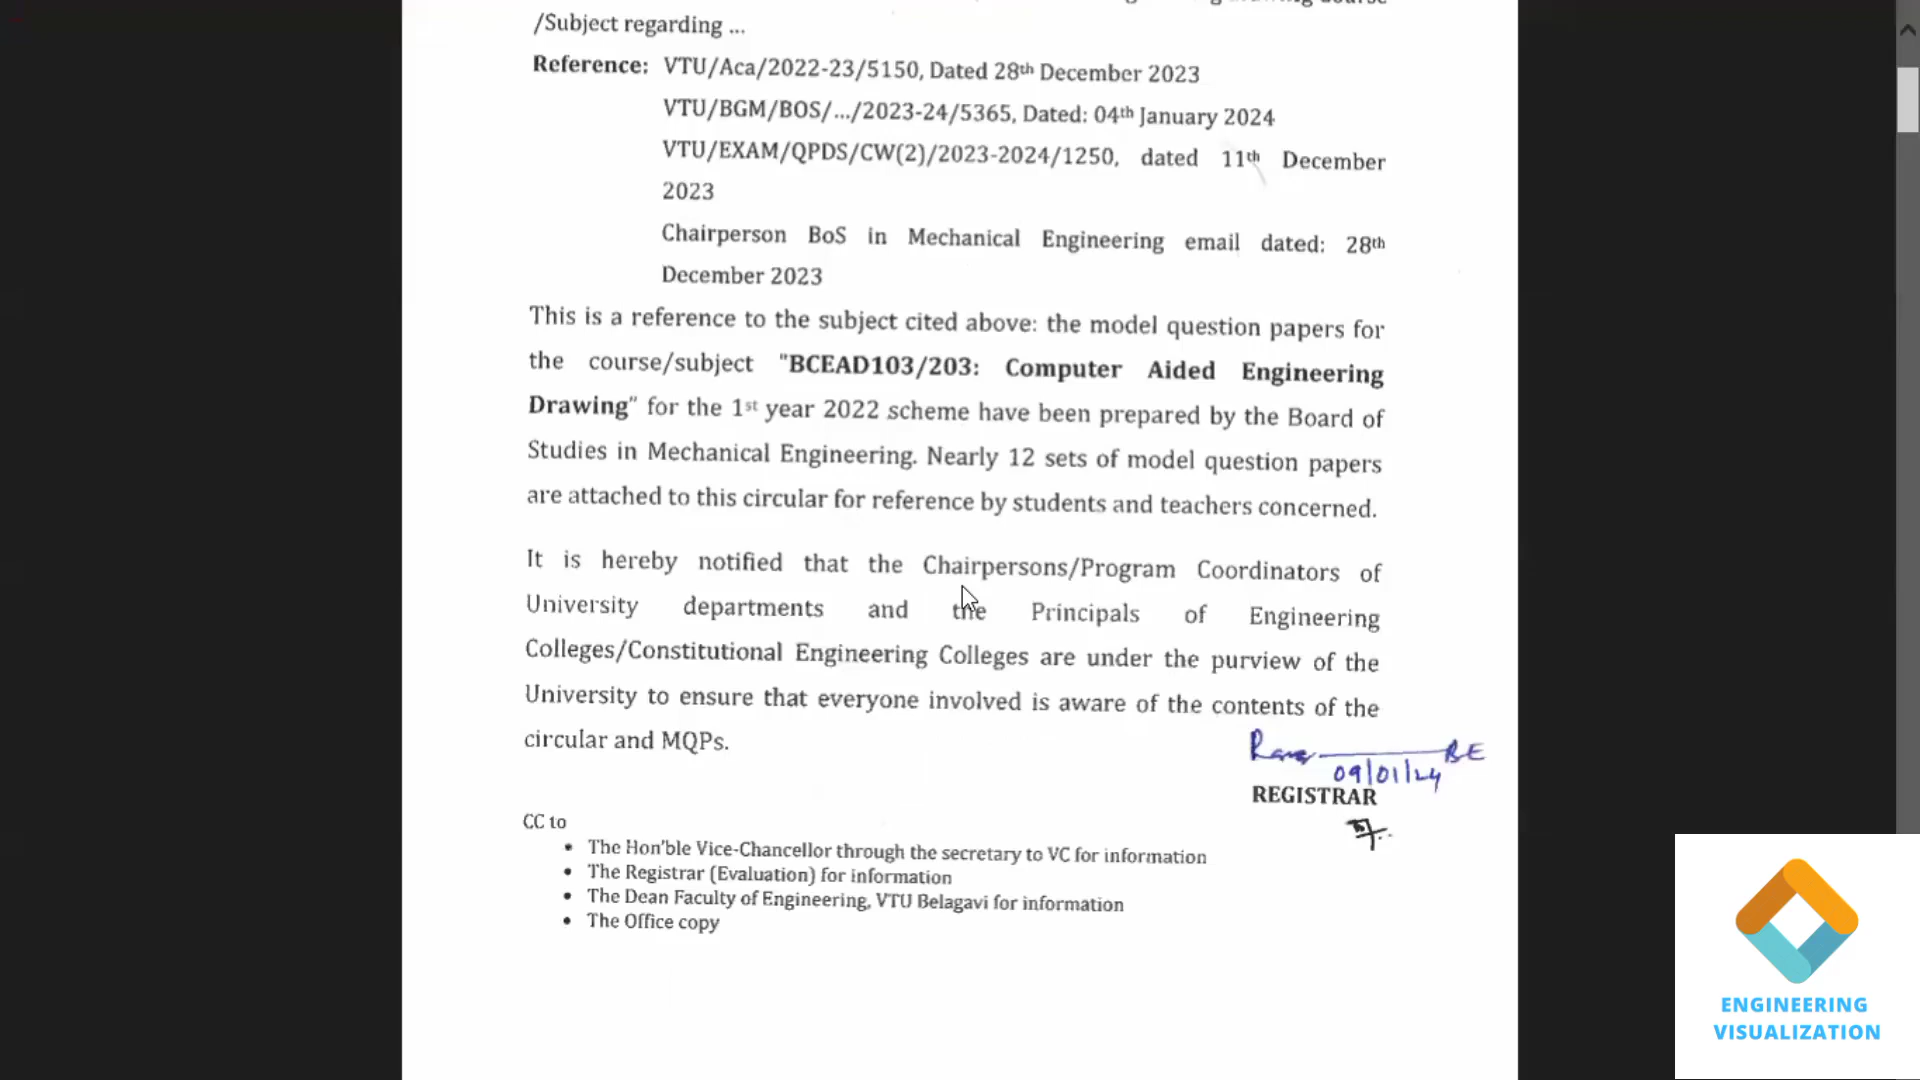 /Subject regarding ...
Reference: VTU/Aca/2022-23/5150, Dated 28th December 2023
VTU/BGM/BOS/.../2023-24/5365, Dated: 04th January 2024
VTU/EXAM/QPDS/CW(2)/2023-2024/1250, dated 11th December
2023
Chairperson BoS in Mechanical Engineering email dated: 28th
December 2023
This is a reference to the subject cited above: the model question papers for
the course/subject "BCEAD103/203: Computer Aided Engineering
Drawing" for the 1st year 2022 scheme have been prepared by the Board of
Studies in Mechanical Engineering. Nearly 12 sets of model question papers
are attached to this circular for reference by students and teachers concerned.
It is hereby notified that the Chairpersons/Program Coordinators of
University departments and the Principals of Engineering
Colleges/Constitutional Engineering Colleges are under the purview of the
University to ensure that everyone involved is aware of the contents of the
circular and MQPs.
BE
09/01/24
REGISTRAR
CC to
• The Hon'ble Vice-Chancellor through the secretary to VC for information
• The Registrar (Evaluation) for information
• The Dean Faculty of Engineering, VTU Belagavi for information
• The Office copy
ENGINEERING
VISUALIZATION